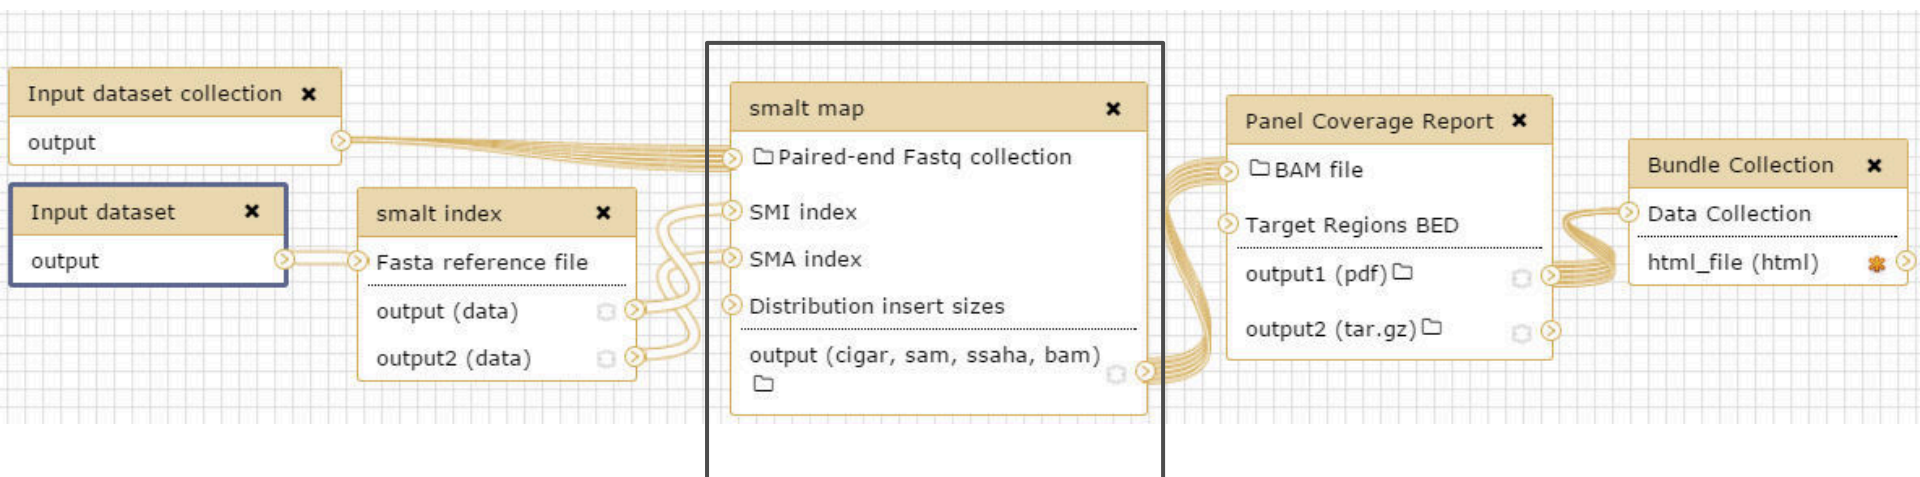 Input dataset collection
output
Input dataset
output
smalt index
Fasta reference file
output (data)
output2 (data)
smalt map
Paired-end Fastq collection
SMI index
SMA index
Distribution insert sizes
output (cigar, sam, ssaha, bam)
Panel Coverage Report
BAM file
Target Regions BED
output1 (pdf)
output2 (tar.gz)
Bundle Collection
Data Collection
html_file (html)